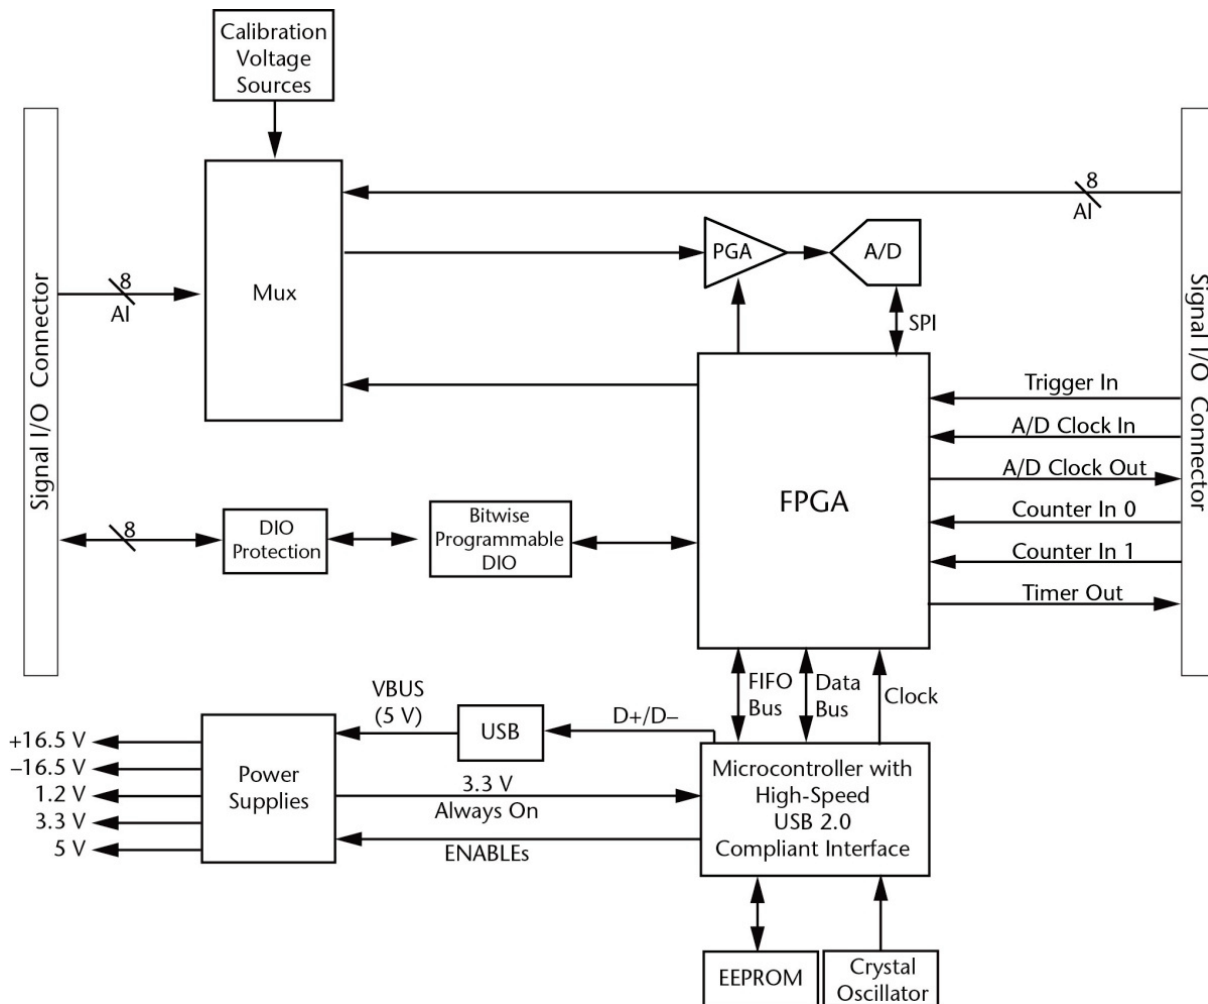 Calibration
Voltage
Sources
8
AI
Signal I/O Connector
8
AI
Mux
PGA
A/D
SPI
Signal I/O Connector
Trigger In
A/D Clock In
A/D Clock Out
Counter In 0
Counter In 1
Timer Out
FPGA
8
DIO
Protection
Bitwise
Programmable
DIO
FIFO
Bus
Data
Bus
Clock
VBUS
(5 V)
USB
D+/D–
+16.5 V
–16.5 V
1.2 V
3.3 V
5 V
Power
Supplies
3.3 V
Always On
ENABLEs
Microcontroller with
High-Speed
USB 2.0
Compliant Interface
EEPROM
Crystal
Oscillator